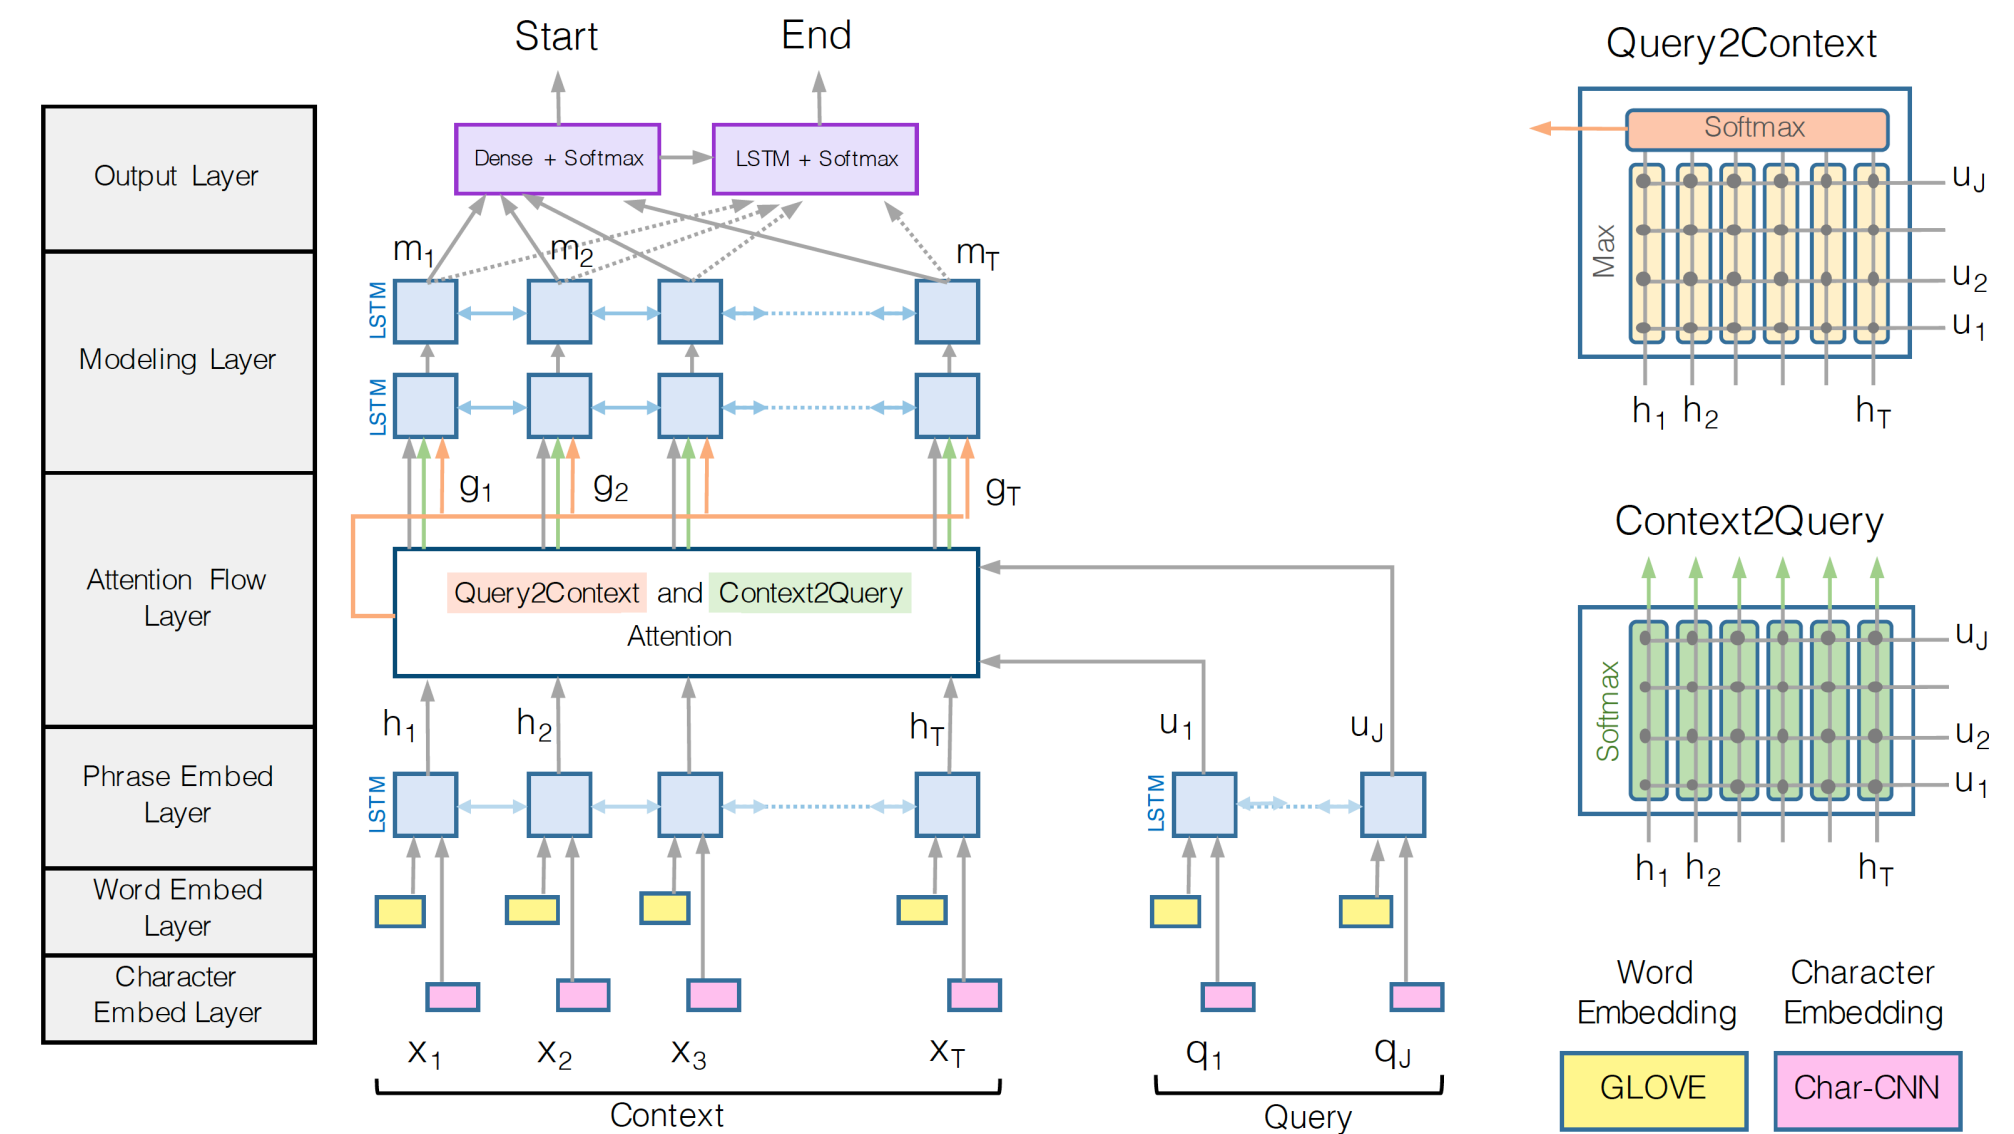 Start
End
Output Layer
Dense + Softmax
LSTM + Softmax
m1
m2
mT
Modeling Layer
LSTM
LSTM
g1
g2
gT
Attention Flow
Layer
Query2Context and Context2Query
Attention
h1
h2
hT
u1
uJ
Phrase Embed
Layer
LSTM
LSTM
Word Embed
Layer
Character
Embed Layer
x1
x2
x3
xT
q1
qJ
Context
Query
Query2Context
Softmax
Max
uJ
u2
u1
h1
h2
hT
Context2Query
Softmax
uJ
u2
u1
h1
h2
hT
Word
Embedding
Character
Embedding
GLOVE
Char-CNN